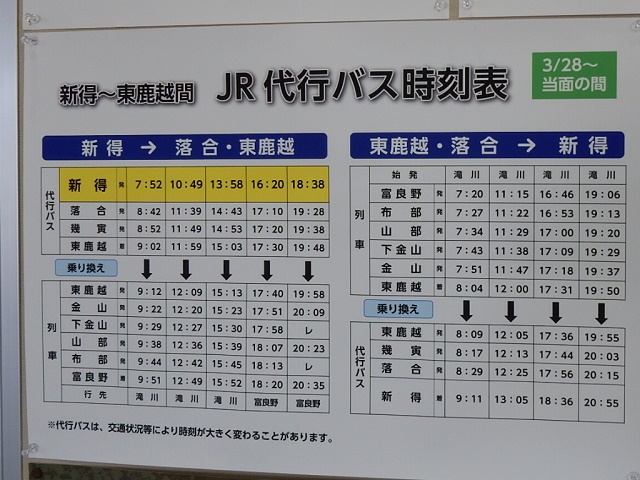 新得～東鹿越間 JR代行バス時刻表
3/28～
当面の間
新得 → 落合・東鹿越
代行バス
新得 発 7:52 10:49 13:58 16:20 18:38
落合 発 8:42 11:39 14:43 17:10 19:28
幾寅 発 8:52 11:49 14:53 17:20 19:38
東鹿越 着 9:02 11:59 15:03 17:30 19:48
乗り換え ↓ ↓ ↓ ↓ ↓
列車
東鹿越 発 9:12 12:09 15:13 17:40 19:58
金山 発 9:22 12:20 15:23 17:51 20:09
下金山 発 9:29 12:27 15:30 17:58 レ
山部 発 9:38 12:36 15:39 18:07 20:23
布部 発 9:44 12:42 15:45 18:13 レ
富良野 着 9:51 12:49 15:52 18:20 20:35
行先 滝川 滝川 滝川 富良野 富良野
※代行バスは、交通状況等により時刻が大きく変わることがあります。
東鹿越・落合 → 新得
列車
始発 滝川 滝川 滝川 滝川
富良野 発 7:20 11:15 16:46 19:06
布部 発 7:27 11:22 16:53 19:13
山部 発 7:34 11:29 17:00 19:20
下金山 発 7:43 11:38 17:09 19:29
金山 発 7:51 11:47 17:18 19:37
東鹿越 着 8:04 12:00 17:31 19:50
乗り換え ↓ ↓ ↓ ↓
代行バス
東鹿越 発 8:09 12:05 17:36 19:55
幾寅 発 8:17 12:13 17:44 20:03
落合 発 8:29 12:25 17:56 20:15
新得 着 9:11 13:05 18:36 20:55